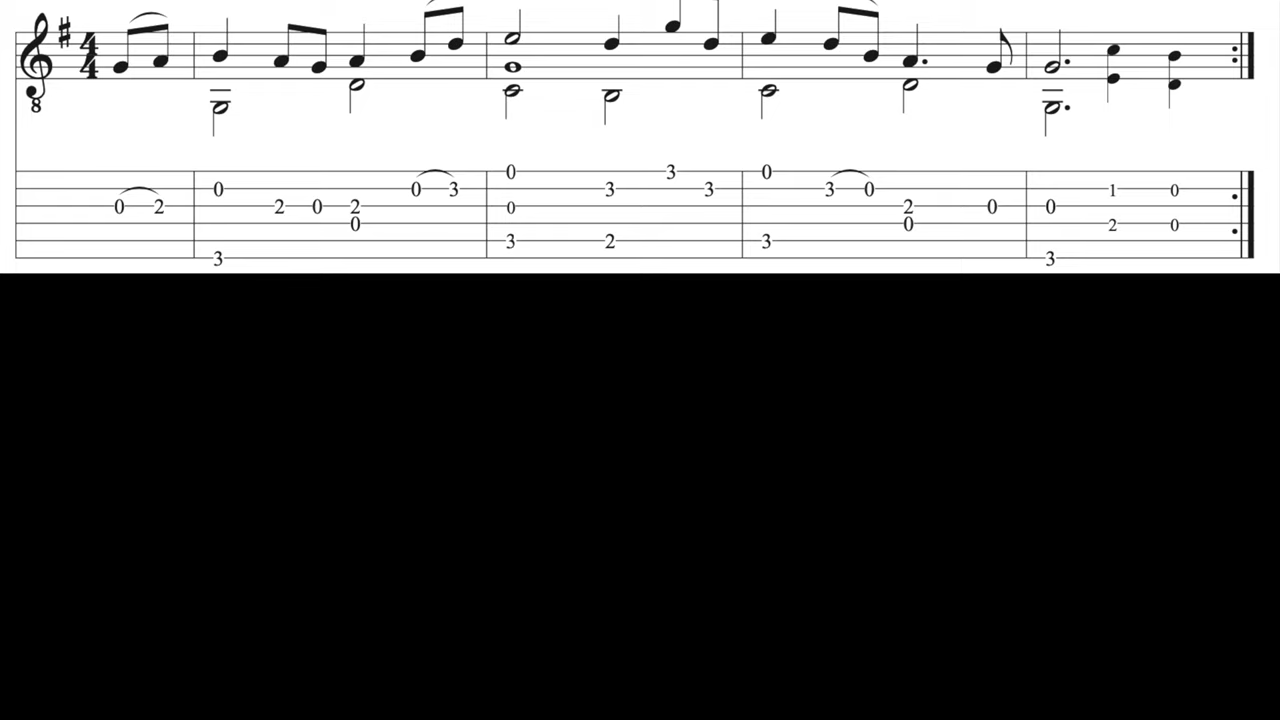 4
4
8
0 0 3 0
0 0 3 3 3 3 0 1 0
0 2 2 0 2 0 2 0 0
0 0 2 0
3 2 3
3 3